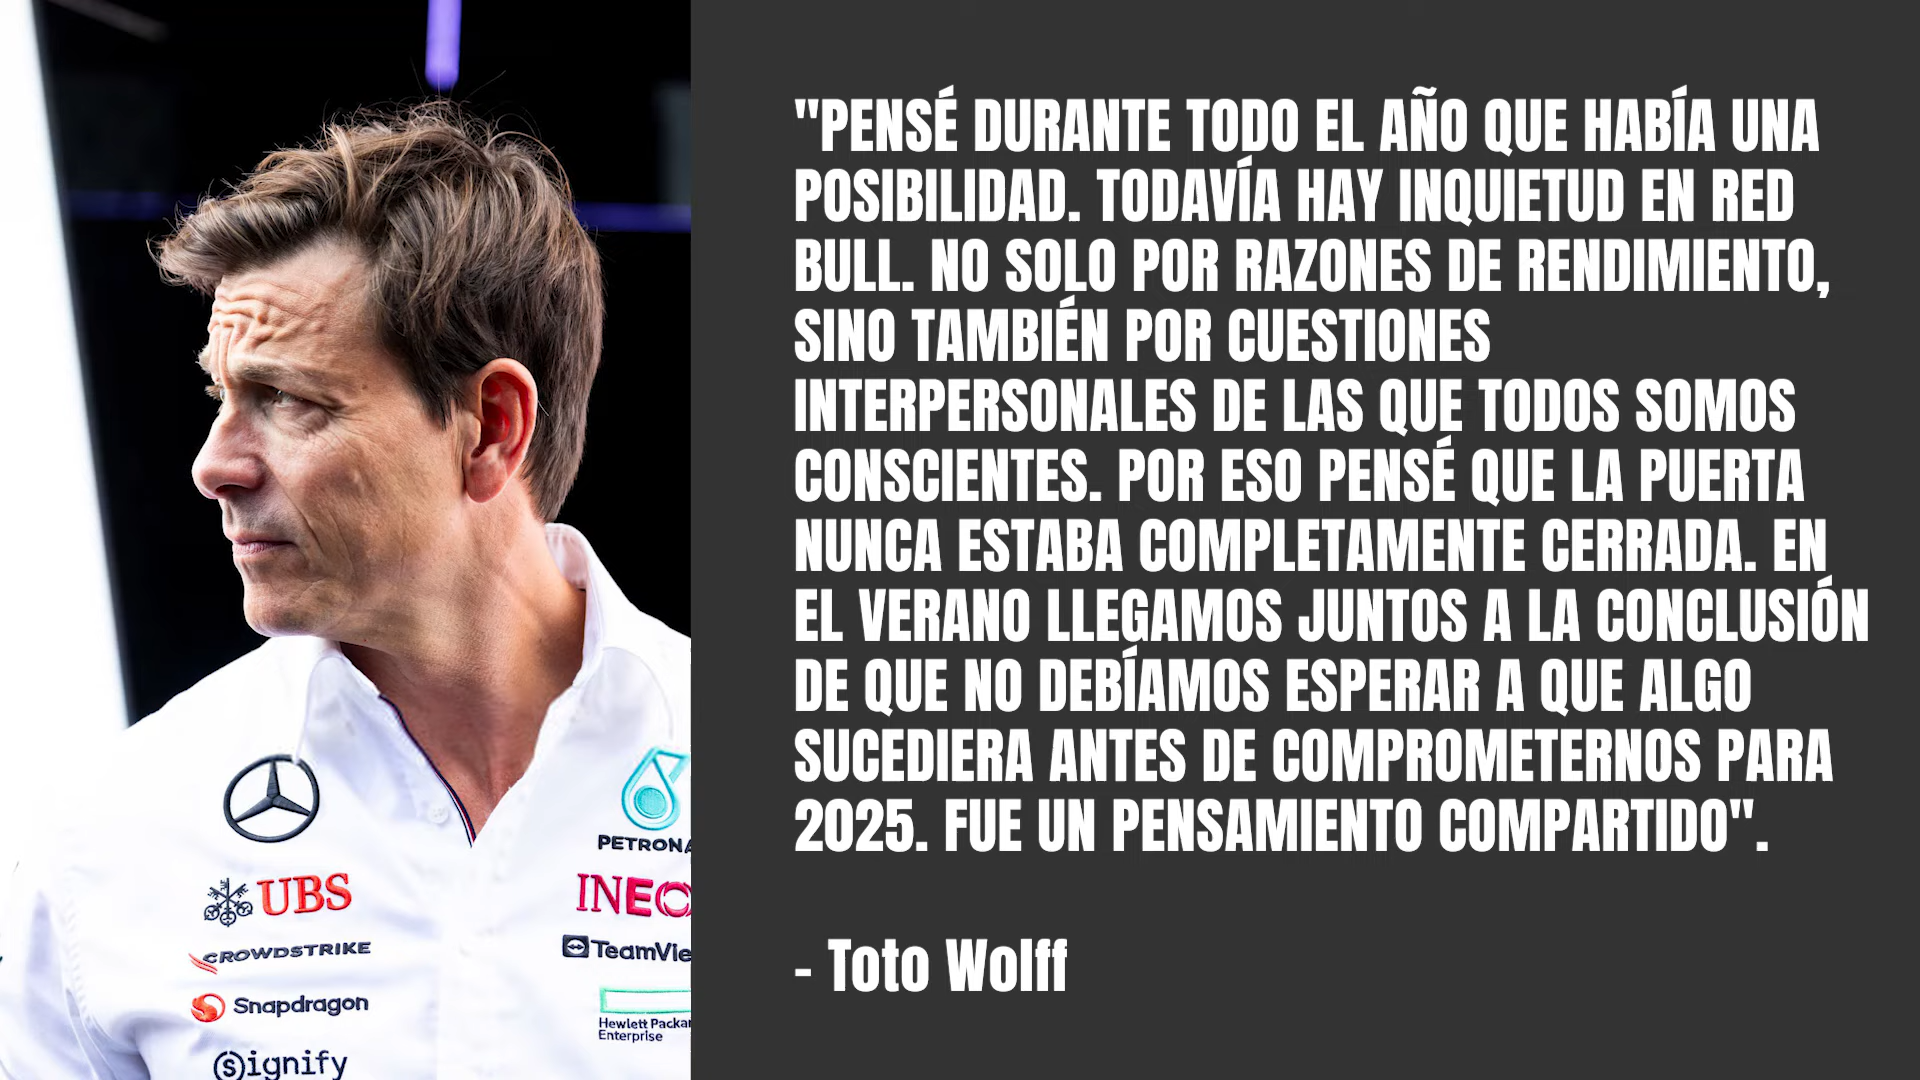 "PENSÉ DURANTE TODO EL AÑO QUE HABÍA UNA
POSIBILIDAD. TODAVÍA HAY INQUIETUD EN RED
BULL. NO SOLO POR RAZONES DE RENDIMIENTO,
SINO TAMBIÉN POR CUESTIONES
INTERPERSONALES DE LAS QUE TODOS SOMOS
CONSCIENTES. POR ESO PENSÉ QUE LA PUERTA
NUNCA ESTABA COMPLETAMENTE CERRADA. EN
EL VERANO LLEGAMOS JUNTOS A LA CONCLUSIÓN
DE QUE NO DEBÍAMOS ESPERAR A QUE ALGO
SUCEDIERA ANTES DE COMPROMETERNOS PARA
2025. FUE UN PENSAMIENTO COMPARTIDO".
- Toto Wolff
PETRONA
UBS
INEO
CROWDSTRIKE
TeamVie
Snapdragon
Hewlett Packar
Enterprise
signify